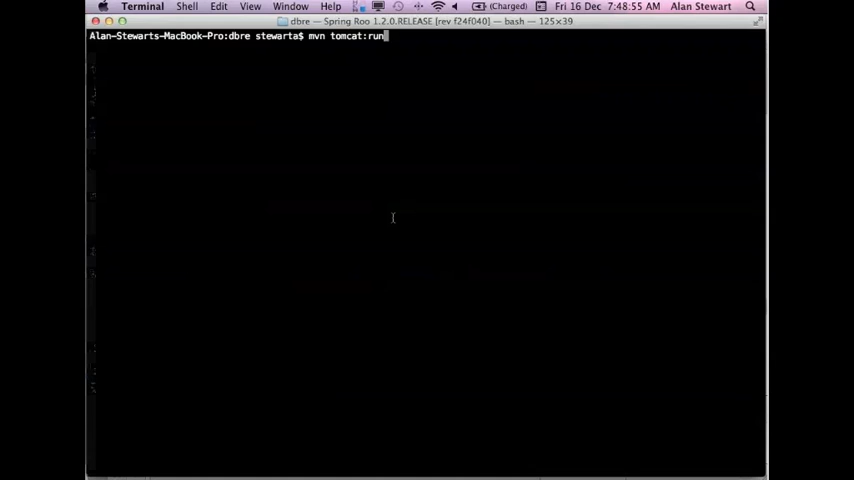 Terminal Shell Edit View Window Help (Charged) Fri 16 Dec 7:48:55 AM Alan Stewart
dbre — Spring Roo 1.2.0.RELEASE [rev f24f040] — bash — 125×39
Alan-Stewarts-MacBook-Pro:dbre stewarta$ mvn tomcat:run